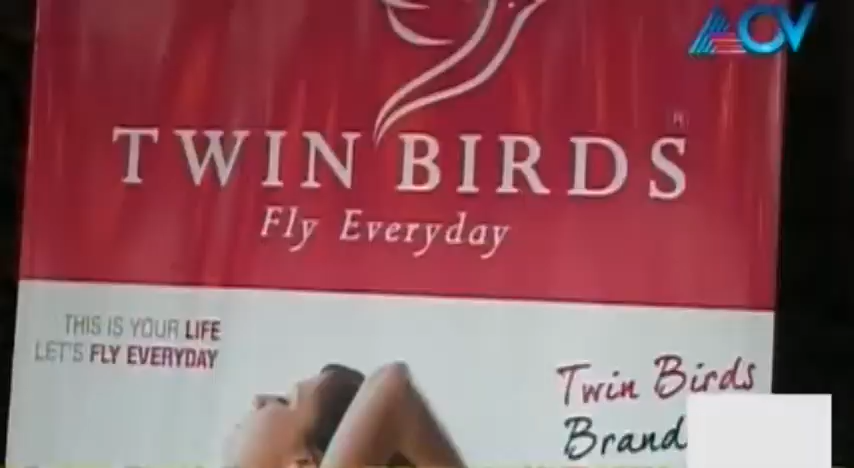 ACV
TWIN BIRDS®
Fly Everyday
THIS IS YOUR LIFE
LET'S FLY EVERYDAY
Twin Birds
Brand